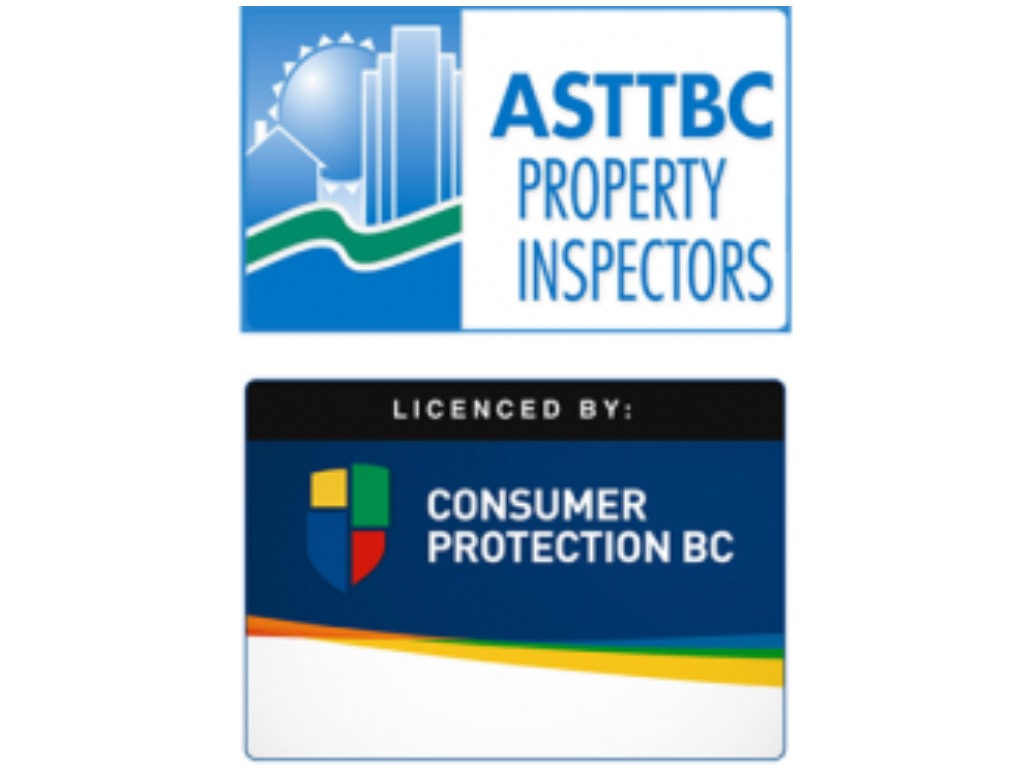 ASTTBC
PROPERTY
INSPECTORS
LICENCED BY:
CONSUMER
PROTECTION BC